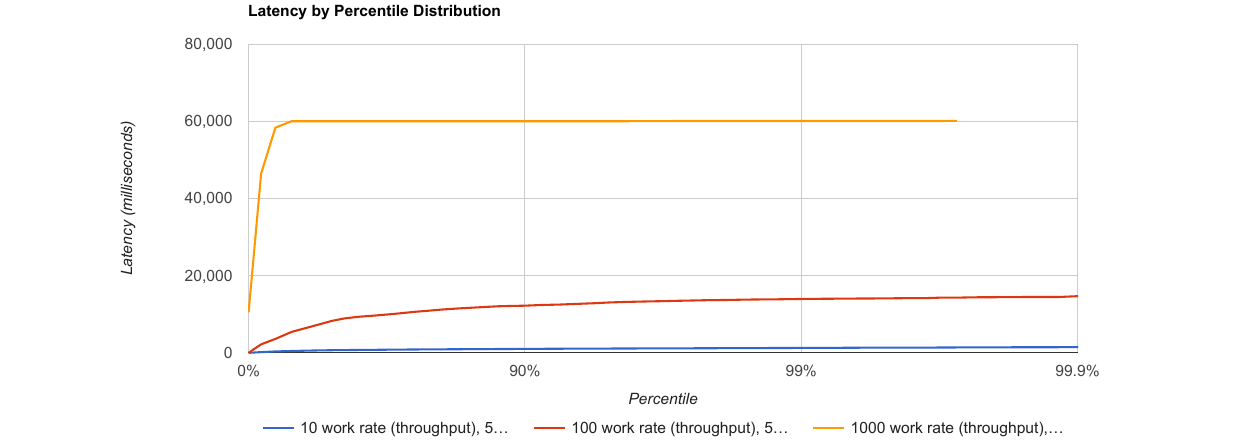 Latency by Percentile Distribution
80,000
60,000
40,000
20,000
0
Latency (milliseconds)
0% 90% 99% 99.9%
Percentile
10 work rate (throughput), 5… 100 work rate (throughput), 5… 1000 work rate (throughput),…